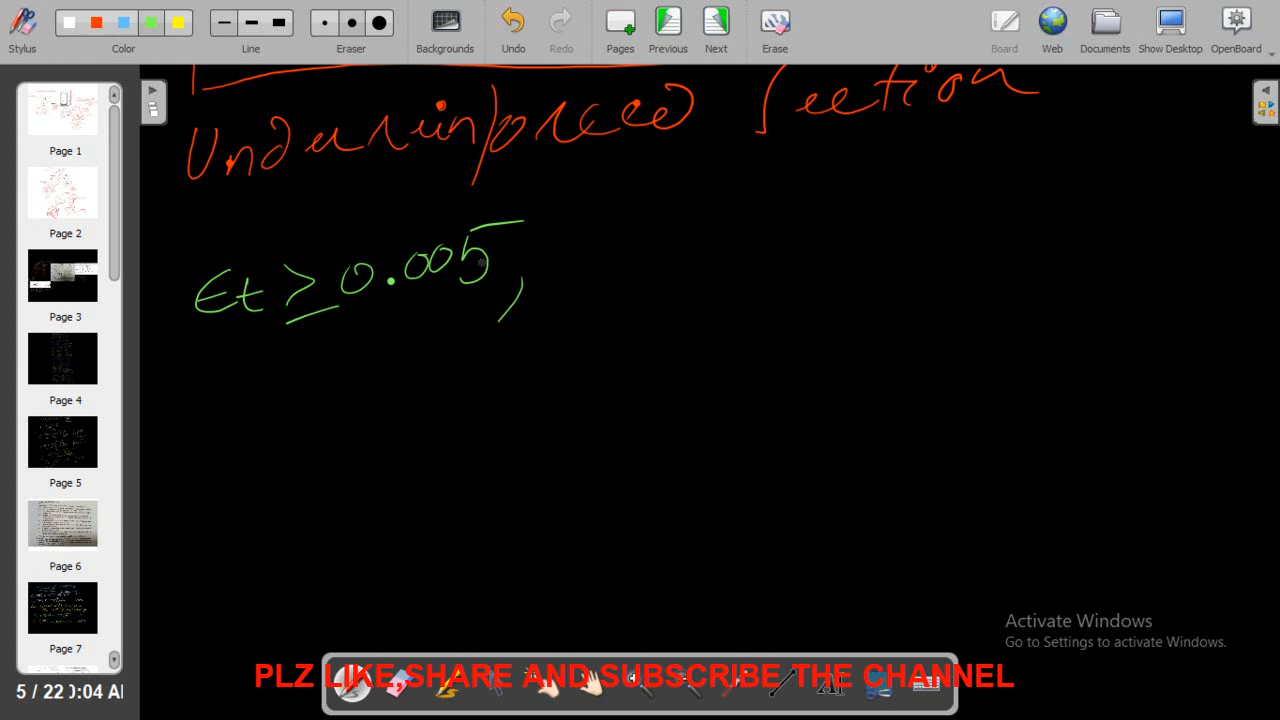 Stylus
Color
Line
Eraser
Backgrounds
Undo
Redo
Pages
Previous
Next
Erase
Board
Web
Documents
Show Desktop
OpenBoard
Underreinforced Section
Et ≥ 0.005,
Page 1
Page 2
Page 3
Page 4
Page 5
Page 6
Page 7
5 / 22
Activate Windows
Go to Settings to activate Windows.
PLZ LIKE,SHARE AND SUBSCRIBE THE CHANNEL